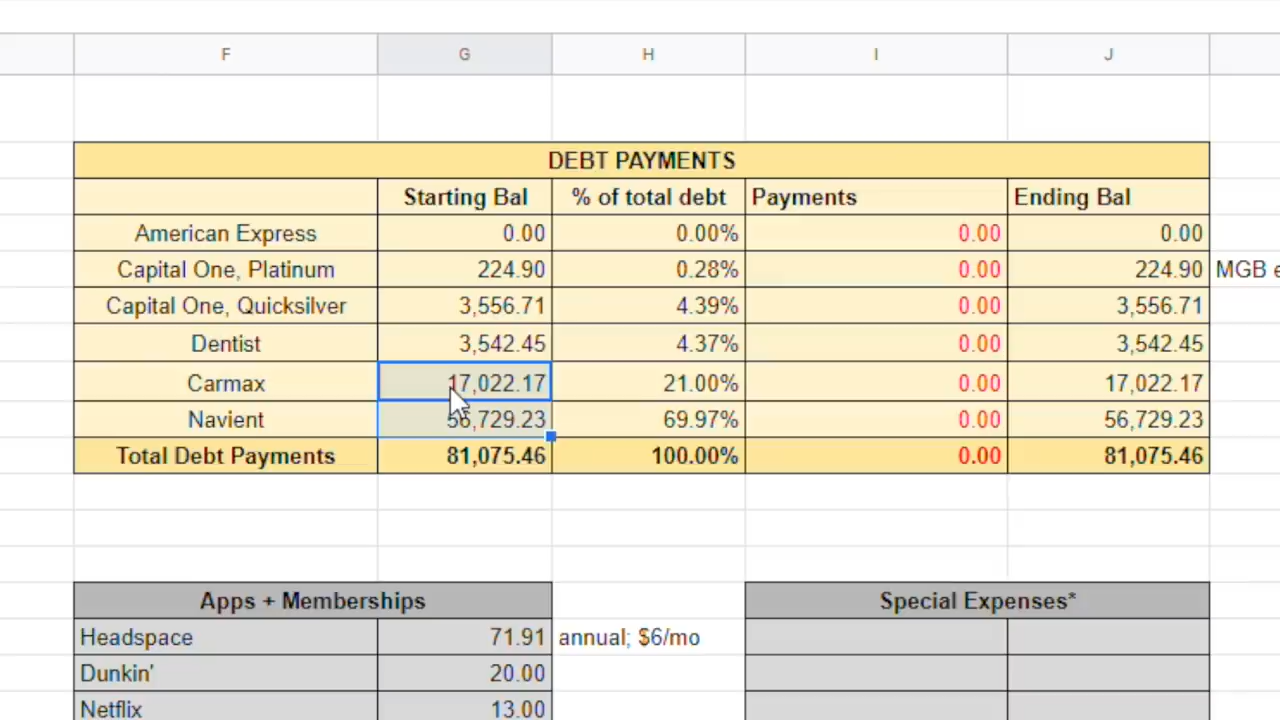 F G H I J
DEBT PAYMENTS
Starting Bal % of total debt Payments Ending Bal
American Express 0.00 0.00% 0.00 0.00
Capital One, Platinum 224.90 0.28% 0.00 224.90 MGB
Capital One, Quicksilver 3,556.71 4.39% 0.00 3,556.71
Dentist 3,542.45 4.37% 0.00 3,542.45
Carmax 17,022.17 21.00% 0.00 17,022.17
Navient 56,729.23 69.97% 0.00 56,729.23
Total Debt Payments 81,075.46 100.00% 0.00 81,075.46
Apps + Memberships Special Expenses*
Headspace 71.91 annual; $6/mo
Dunkin' 20.00
Netflix 13.00